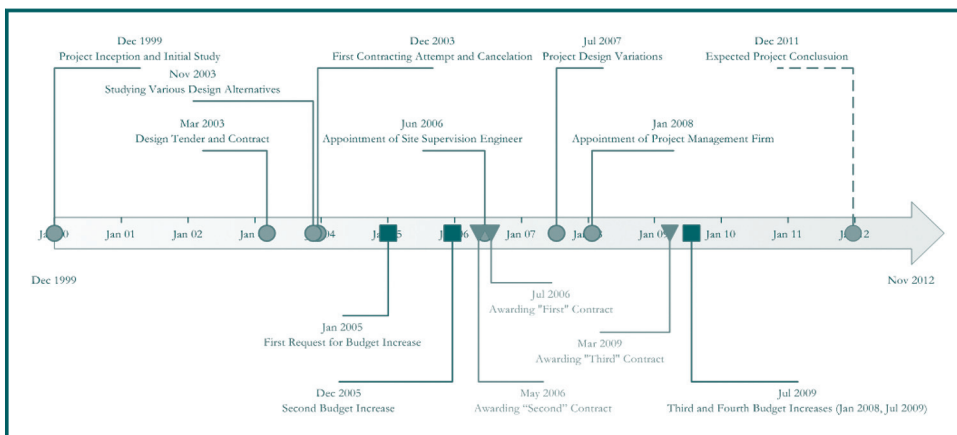 Dec 1999
Project Inception and Initial Study
Dec 2003
First Contracting Attempt and Cancelation
Jul 2007
Project Design Variations
Dec 2011
Expected Project Conclusuion
Nov 2003
Studying Various Design Alternatives
Mar 2003
Design Tender and Contract
Jun 2006
Appointment of Site Supervision Engineer
Jan 2008
Appointment of Project Management Firm
Jan 01
Jan 02
Jan 07
Jan 10
Jan 11
Dec 1999
Nov 2012
Jul 2006
Awarding "First" Contract
Jan 2005
First Request for Budget Increase
Mar 2009
Awarding "Third" Contract
Dec 2005
Second Budget Increase
May 2006
Awarding “Second” Contract
Jul 2009
Third and Fourth Budget Increases (Jan 2008, Jul 2009)